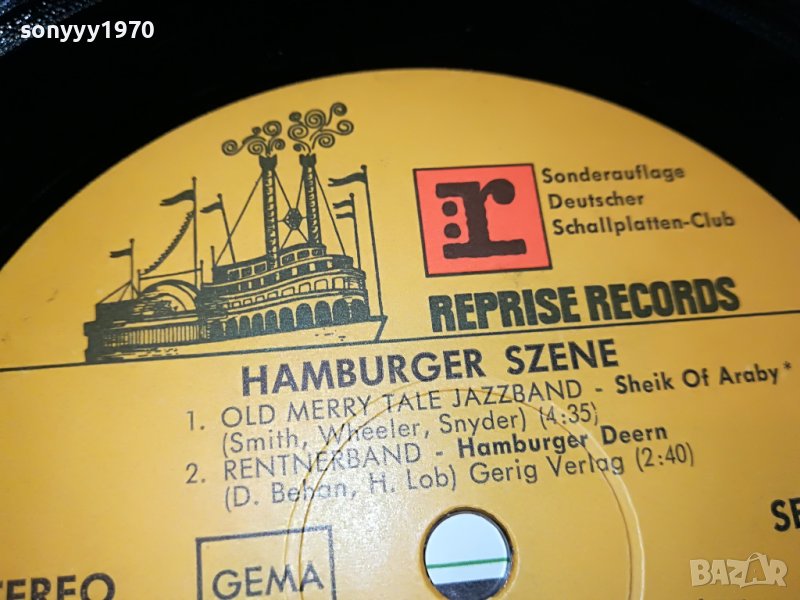 sonyyy1970
r
Sonderauflage
Deutscher
Schallplatten-Club
REPRISE RECORDS
HAMBURGER SZENE
1. OLD MERRY TALE JAZZBAND - Sheik Of Araby*
(Smith, Wheeler, Snyder) (4:35)
2. RENTNERBAND - Hamburger Deern
(D. Behan, H. Lob) Gerig Verlag (2:40)
GEMA
BAZAR